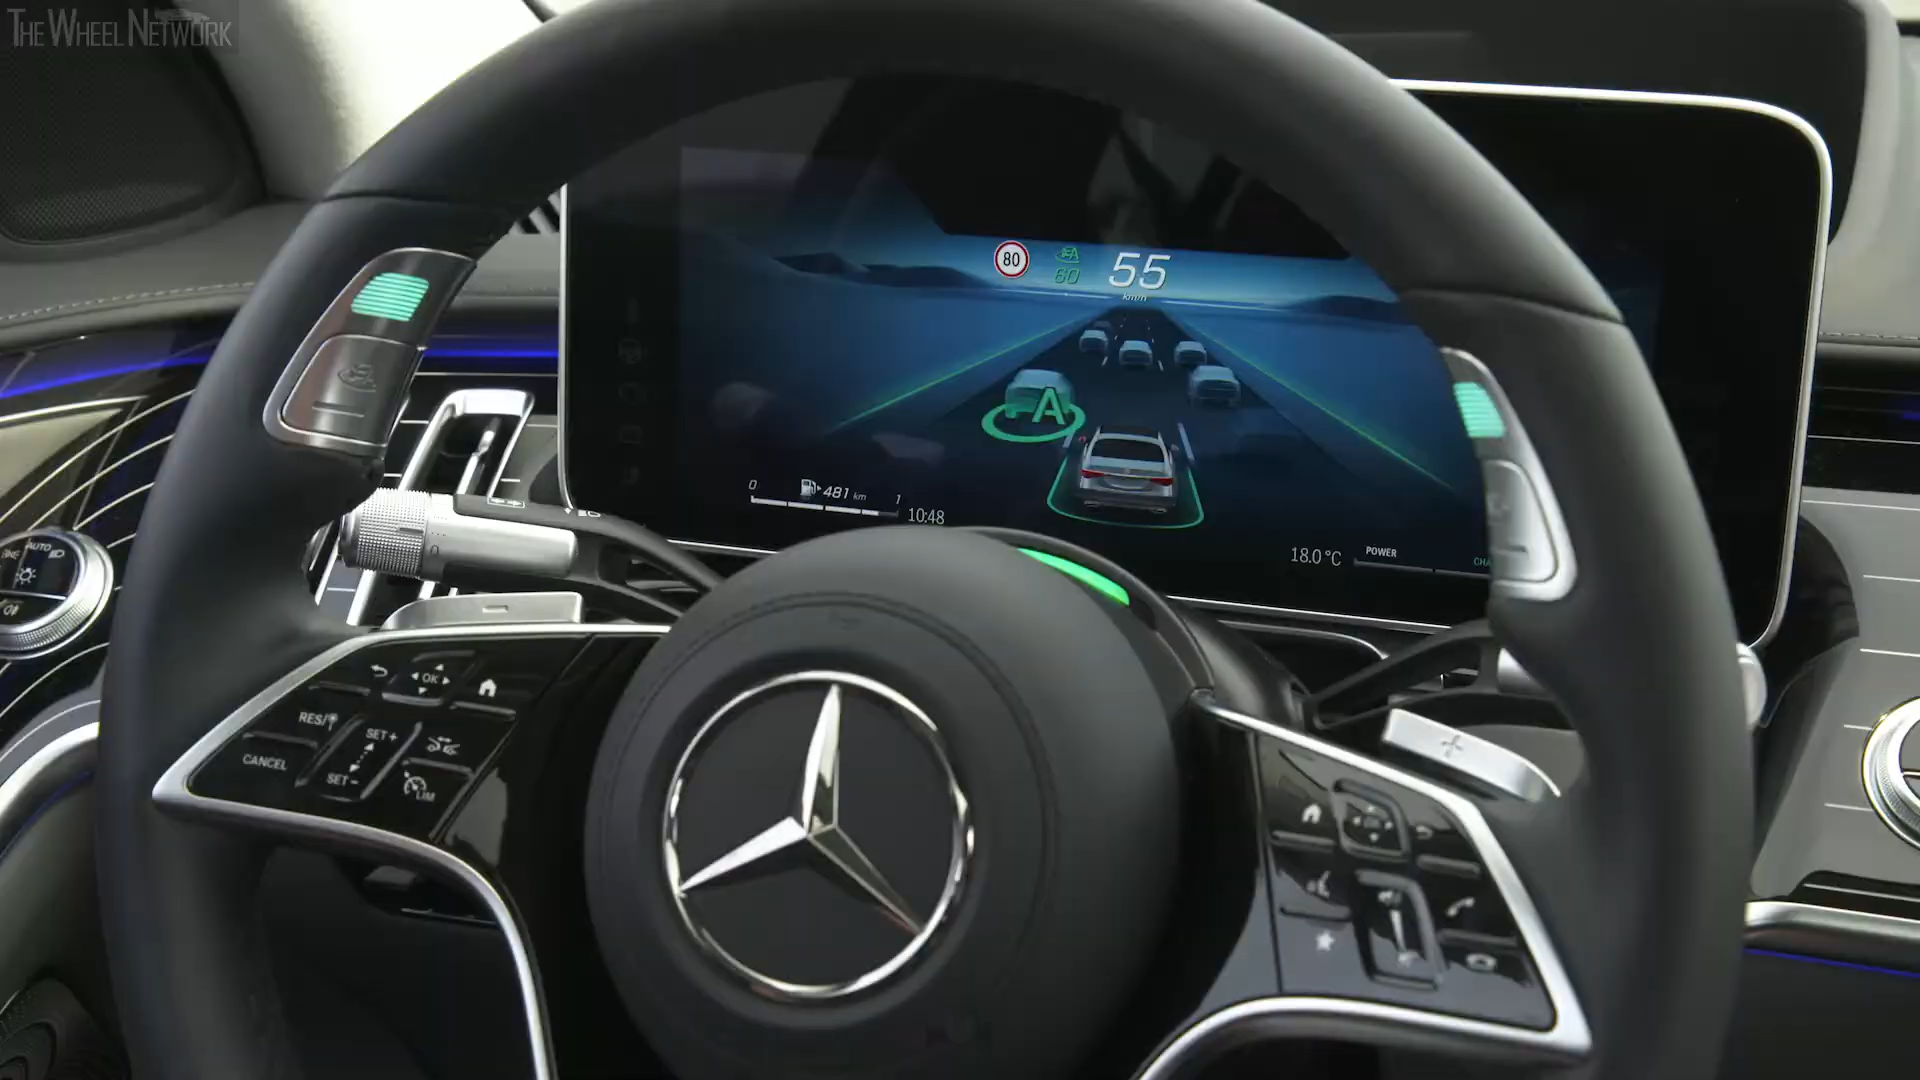 THE WHEEL NETWORK
80
60
55
km/h
A
0
481 km
1
10:48
18.0 °C
POWER
CHA
AUTO
OK
RES/
SET+
CANCEL
SET-
LIM